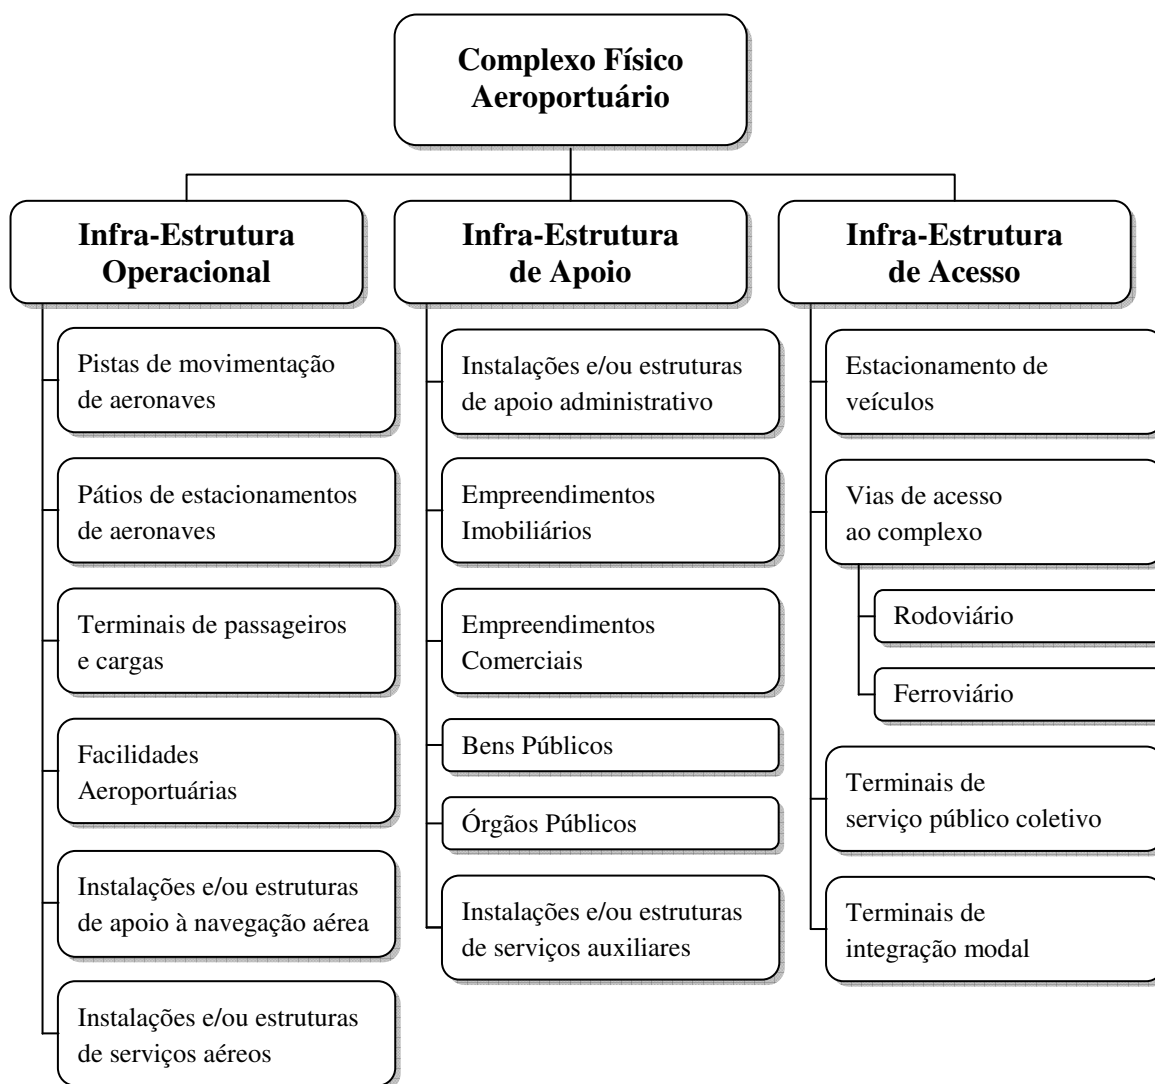 Complexo Físico
Aeroportuário
Infra-Estrutura
Operacional
Pistas de movimentação
de aeronaves
Pátios de estacionamentos
de aeronaves
Terminais de passageiros
e cargas
Facilidades
Aeroportuárias
Instalações e/ou estruturas
de apoio à navegação aérea
Instalações e/ou estruturas
de serviços aéreos
Infra-Estrutura
de Apoio
Instalações e/ou estruturas
de apoio administrativo
Empreendimentos
Imobiliários
Empreendimentos
Comerciais
Bens Públicos
Órgãos Públicos
Instalações e/ou estruturas
de serviços auxiliares
Infra-Estrutura
de Acesso
Estacionamento de
veículos
Vias de acesso
ao complexo
Rodoviário
Ferroviário
Terminais de
serviço público coletivo
Terminais de
integração modal